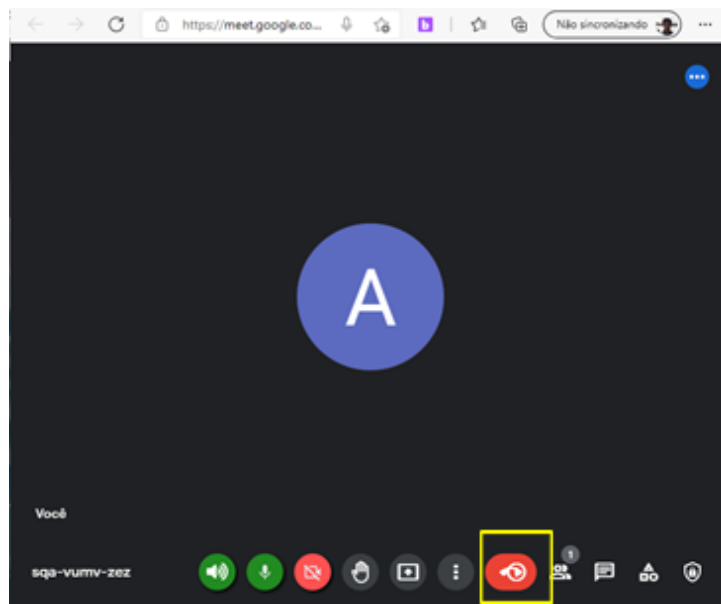 https://meet.google.co...
b
Não sincronizando
A
Você
sqa-vumv-zez
1